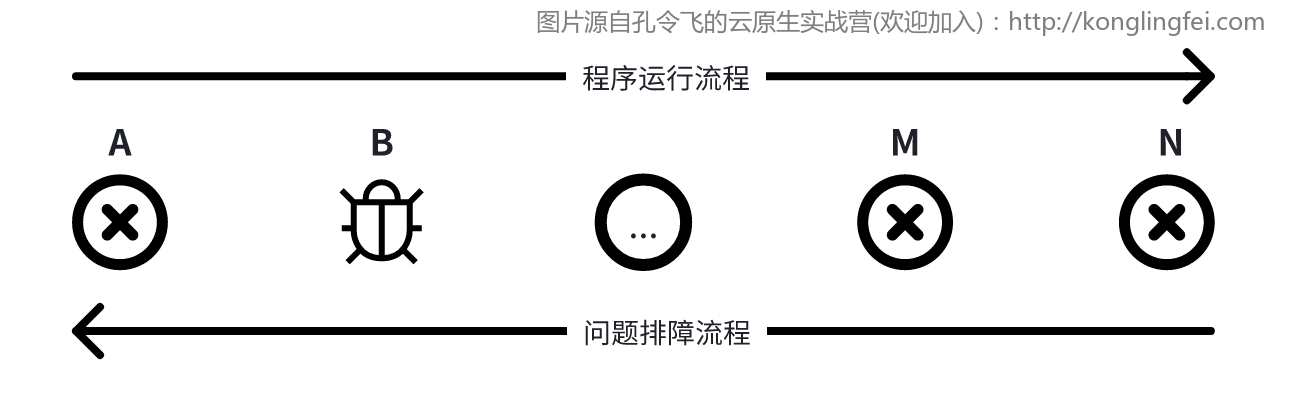 图片源自孔令飞的云原生实战营(欢迎加入)：http://konglingfei.com
程序运行流程
A B M N
...
问题排障流程